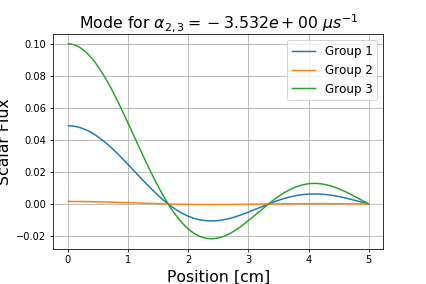 Mode for α₂,₃ = −3.532e + 00 μs⁻¹
Group 1
Group 2
Group 3
Scalar Flux
0.10
0.08
0.06
0.04
0.02
0.00
−0.02
0 1 2 3 4 5
Position [cm]